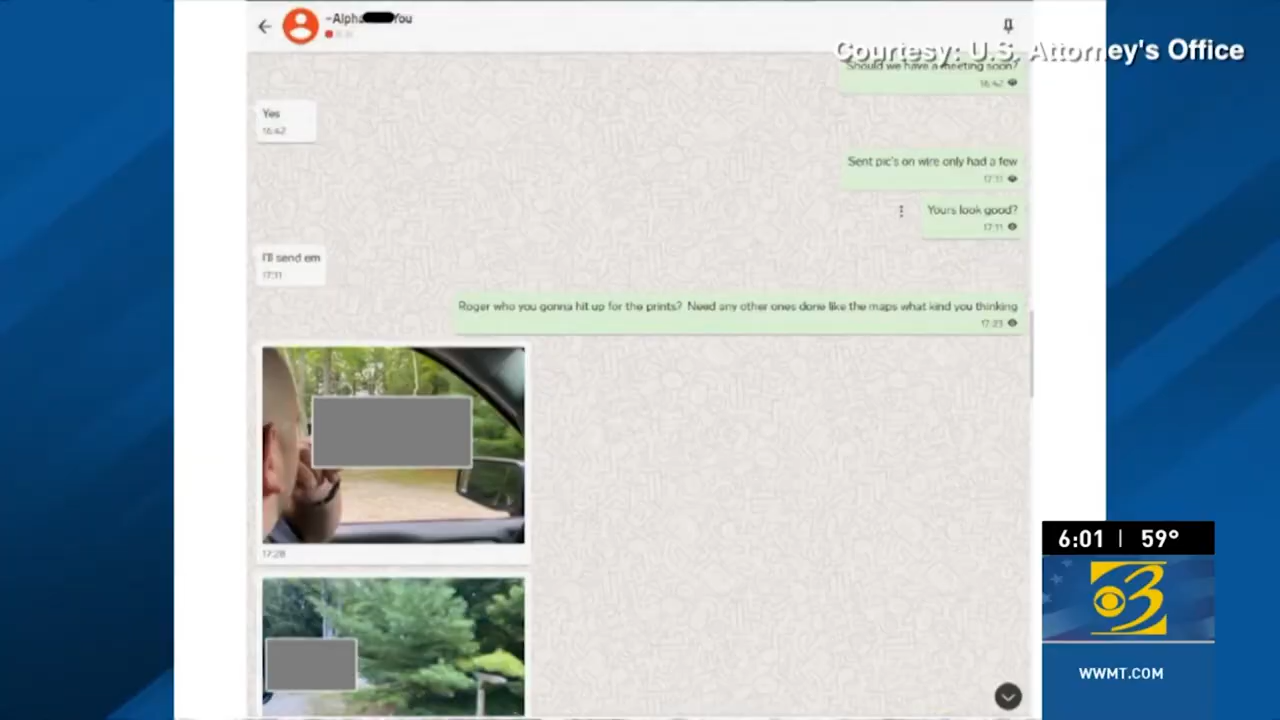 ~Alpha
You
Courtesy: U.S. Attorney's Office
Should we have a meeting soon?
16:42
Yes
16:42
Sent pic's on wire only had a few
17:11
Yours look good?
17:11
I'll send em
17:11
Roger who you gonna hit up for the prints? Need any other ones done like the maps what kind you thinking
17:23
17:28
6:01 | 59°
3
WWMT.COM